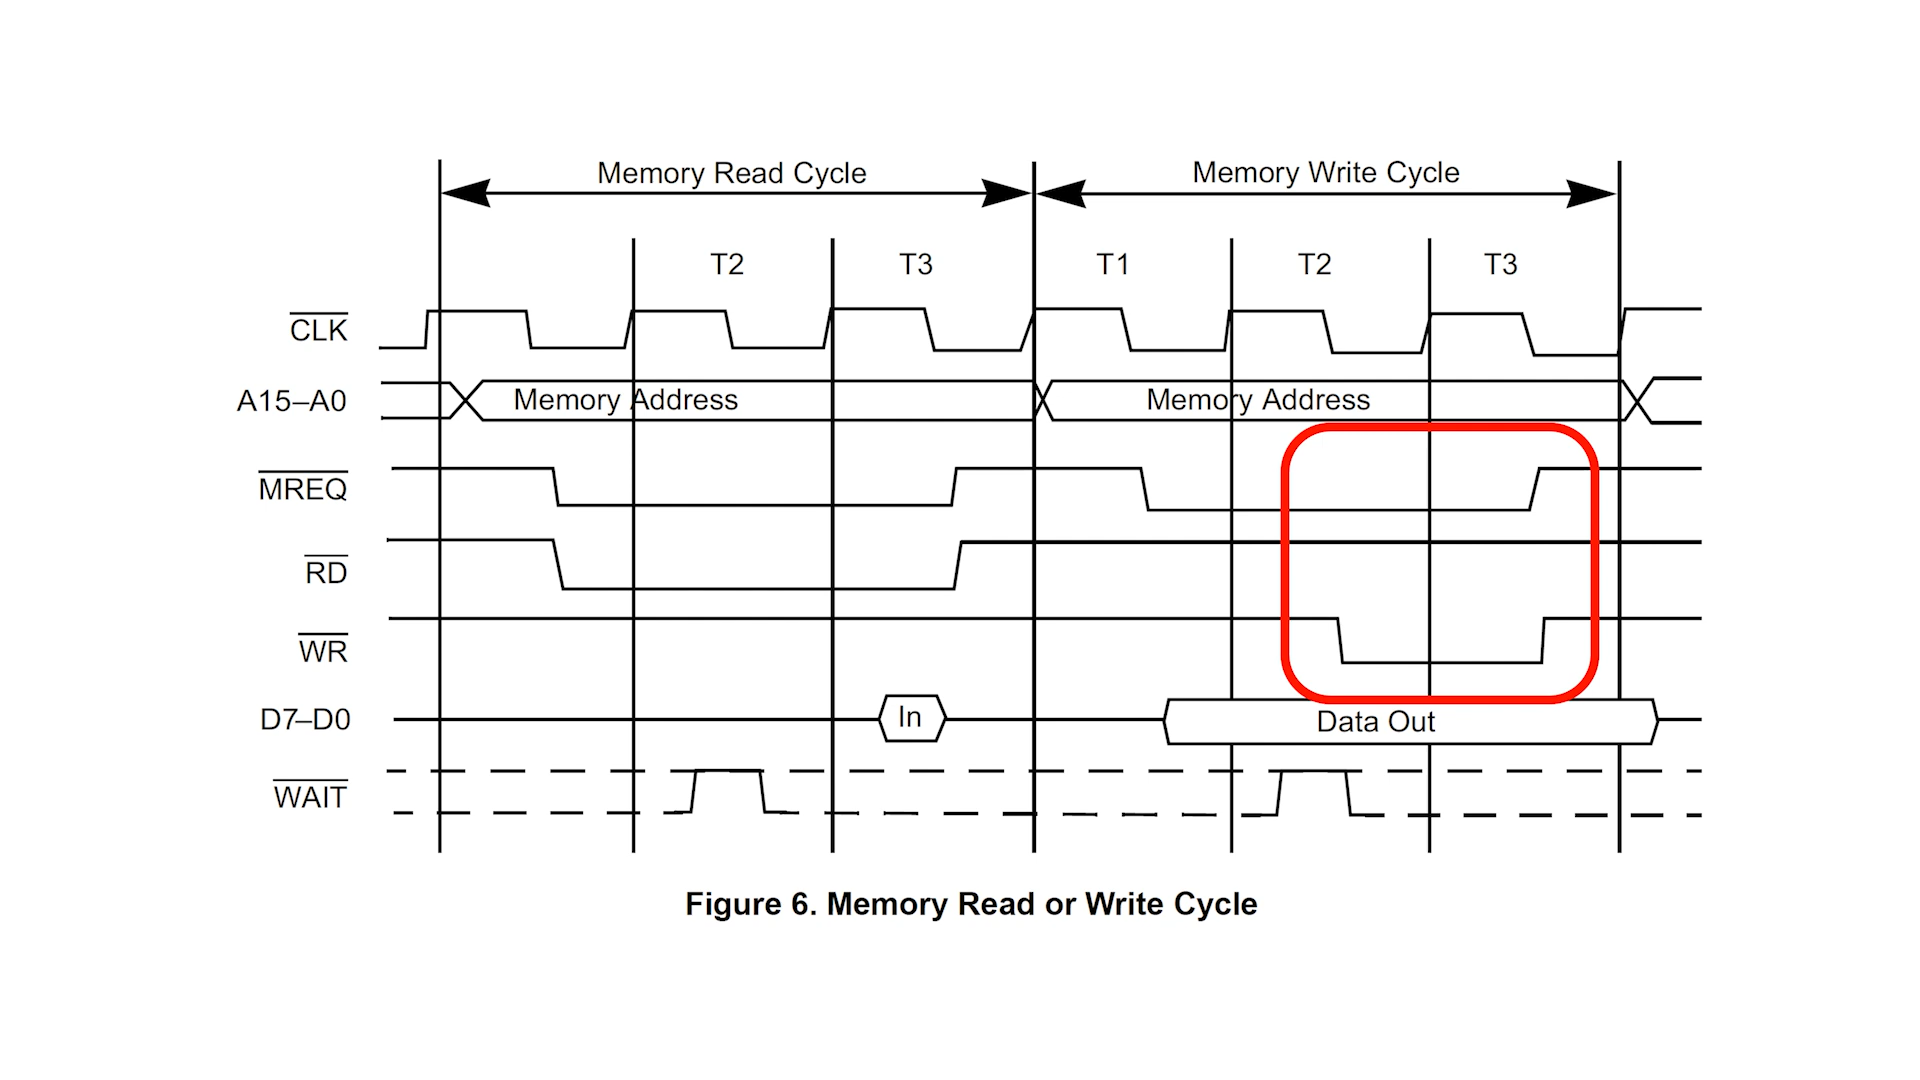 Memory Read Cycle Memory Write Cycle
T2 T3 T1 T2 T3
CLK
A15–A0 Memory Address Memory Address
MREQ
RD
WR
D7–D0 In Data Out
WAIT
Figure 6. Memory Read or Write Cycle